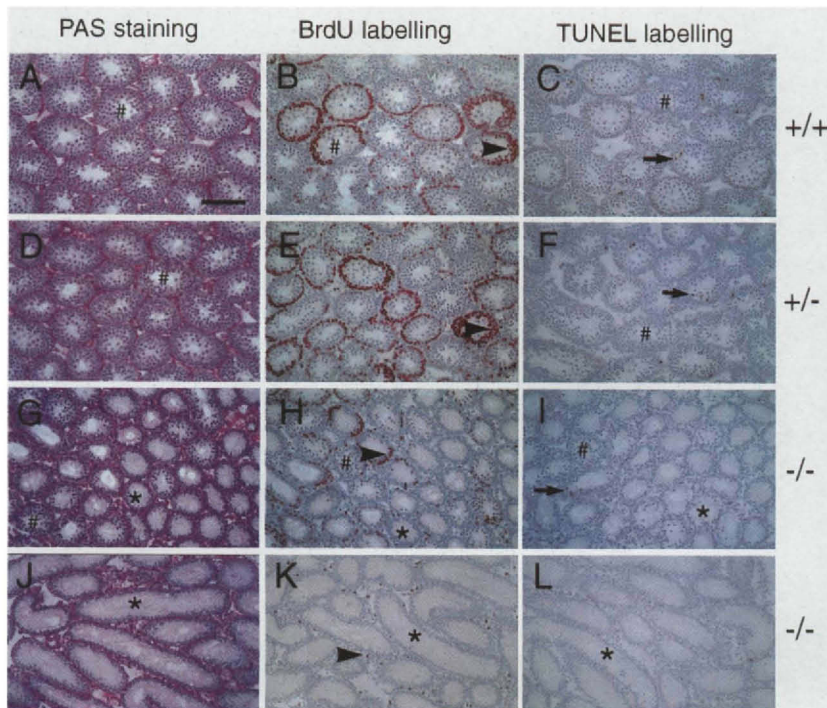 PAS staining BrdU labelling TUNEL labelling
A B C
# # #
+/+
D E F
# #
+/-
G H I
# # #
* * *
-/-
J K L
* * *
-/-